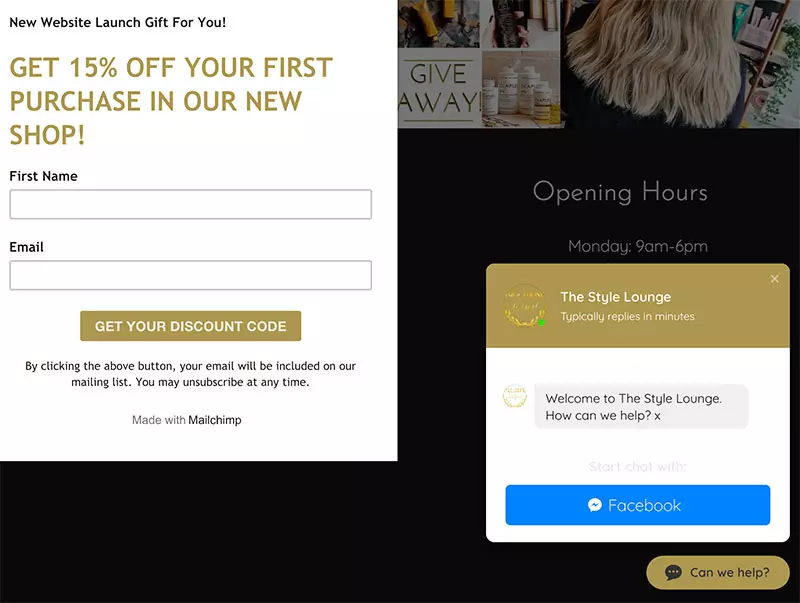 New Website Launch Gift For You!
GET 15% OFF YOUR FIRST
PURCHASE IN OUR NEW
SHOP!
First Name
Email
GET YOUR DISCOUNT CODE
By clicking the above button, your email will be included on our
mailing list. You may unsubscribe at any time.
Made with Mailchimp
GIVE
AWAY!
Opening Hours
Monday: 9am-6pm
×
The Style Lounge
Typically replies in minutes
Welcome to The Style Lounge.
How can we help? x
Start chat with:
Facebook
Can we help?